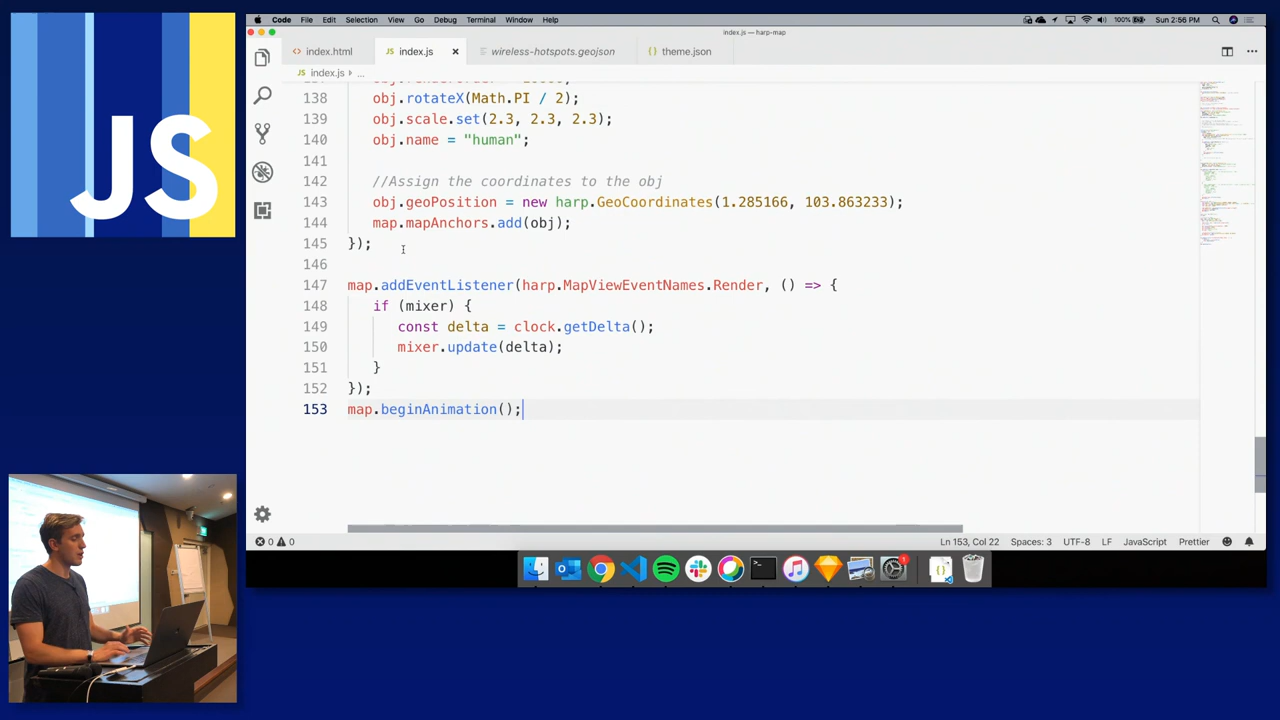 JS
Code File Edit Selection View Go Debug Terminal Window Help
100% Sun 2:56 PM
index.js — harp-map
index.html index.js wireless-hotspots.geojson {} theme.json
index.js ...
138 obj.rotateX(Math.PI / 2);
139 obj.scale.set(2.3, 2.3, 2.3);
140 obj.name = "human";
141
142 //Assign the coordinates to the obj
143 obj.geoPosition = new harp.GeoCoordinates(1.285166, 103.863233);
144 map.mapAnchors.add(obj);
145 });
146
147 map.addEventListener(harp.MapViewEventNames.Render, () => {
148 if (mixer) {
149 const delta = clock.getDelta();
150 mixer.update(delta);
151 }
152 });
153 map.beginAnimation();
0 0 Ln 153, Col 22 Spaces: 3 UTF-8 LF JavaScript Prettier